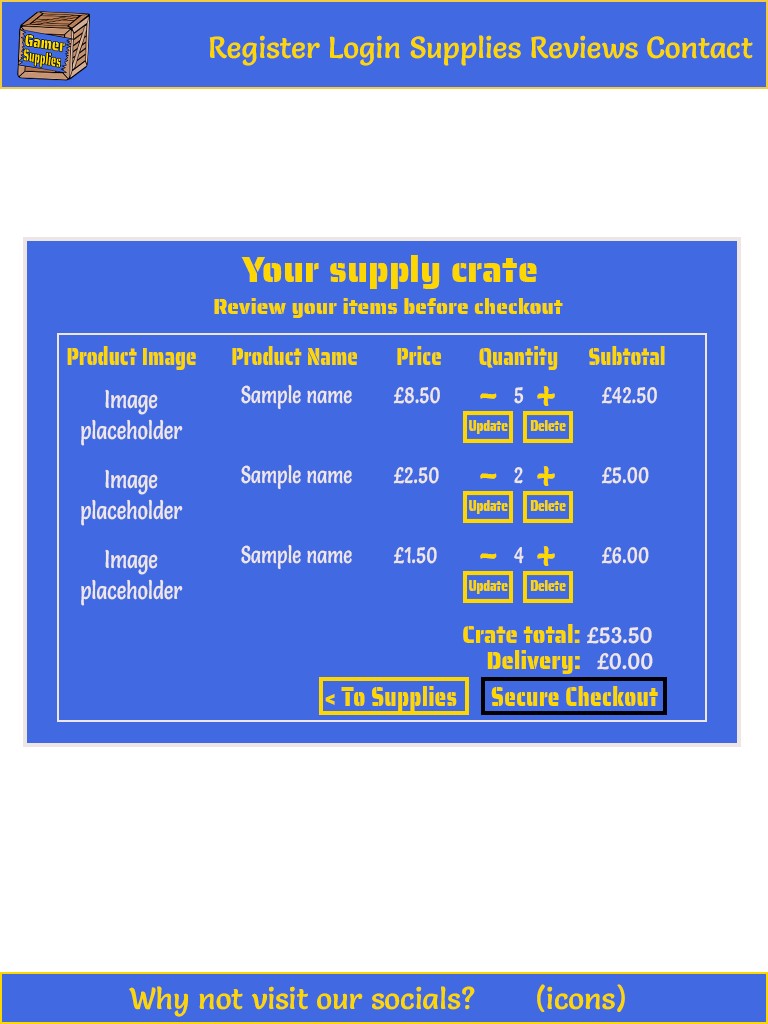 Gamer
Supplies
Register Login Supplies Reviews Contact
Your supply crate
Review your items before checkout
Product Image Product Name Price Quantity Subtotal
Image placeholder Sample name £8.50 - 5 + £42.50
Update Delete
Image placeholder Sample name £2.50 - 2 + £5.00
Update Delete
Image placeholder Sample name £1.50 - 4 + £6.00
Update Delete
Crate total: £53.50
Delivery: £0.00
< To Supplies Secure Checkout
Why not visit our socials? (icons)